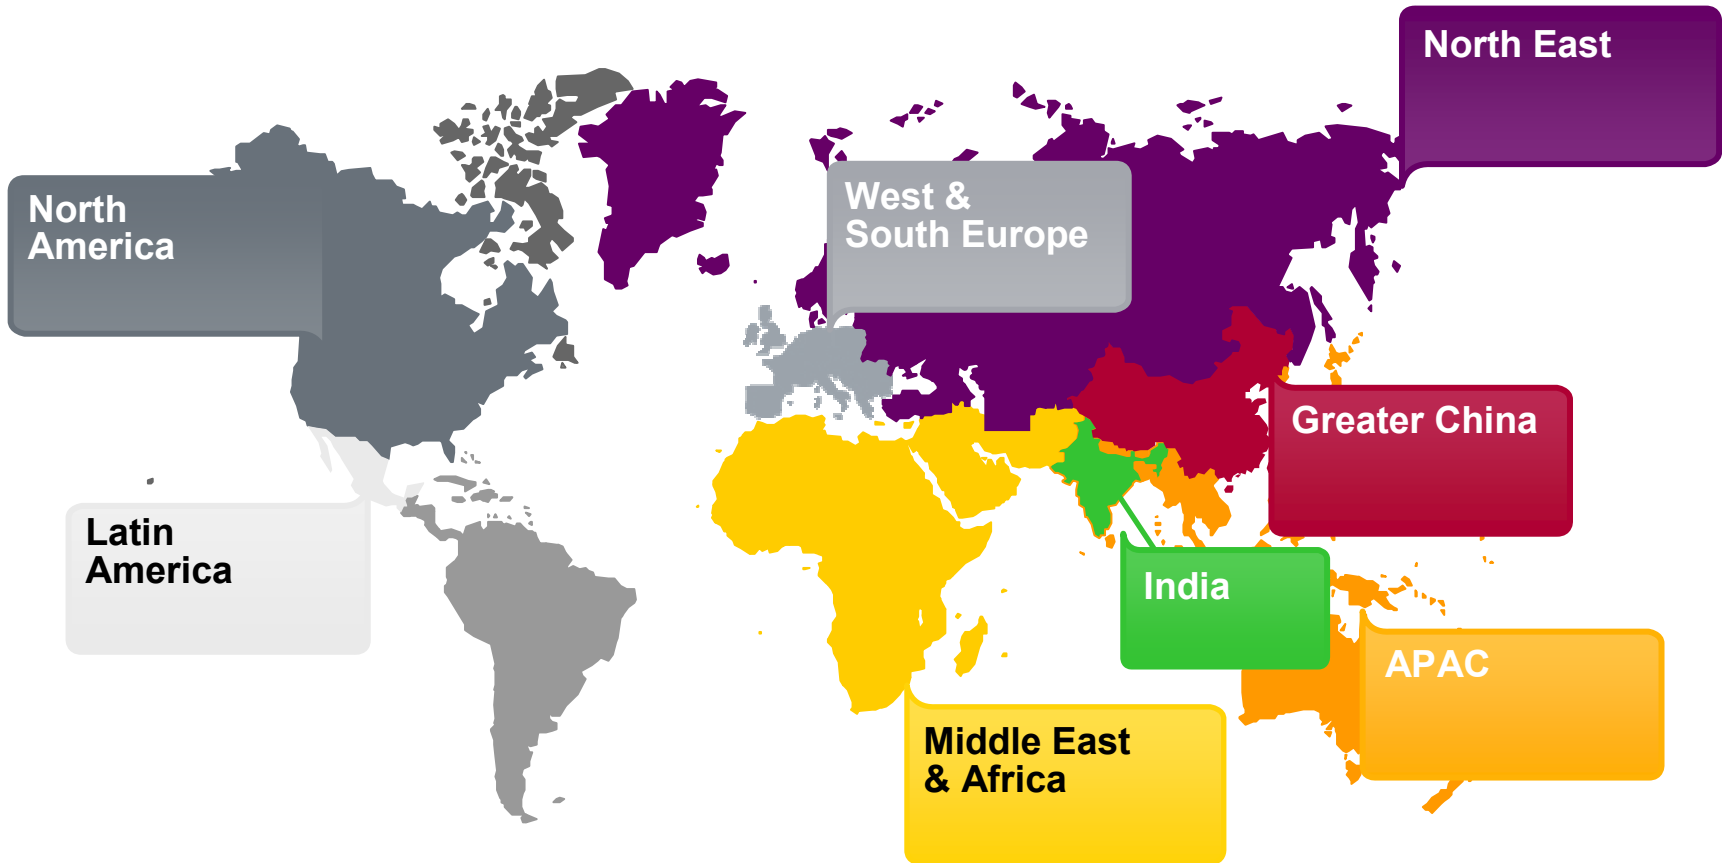 North East
West &
South Europe
North
America
Greater China
Latin
America
India
APAC
Middle East
& Africa